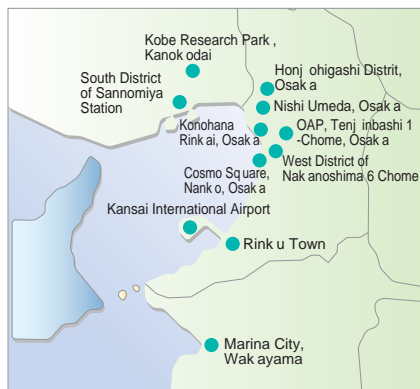 Kobe Research Park ,
Kanok odai
South District
of Sannomiya
Station
Honj ohigashi Distrit,
Osak a
Nishi Umeda, Osak a
Konohana
Rink ai, Osak a
OAP, Tenj inbashi 1
-Chome, Osak a
West District of
Nak anoshima 6 Chome
Cosmo Square,
Nank o, Osak a
Kansai International Airport
Rink u Town
Marina City,
Wak ayama